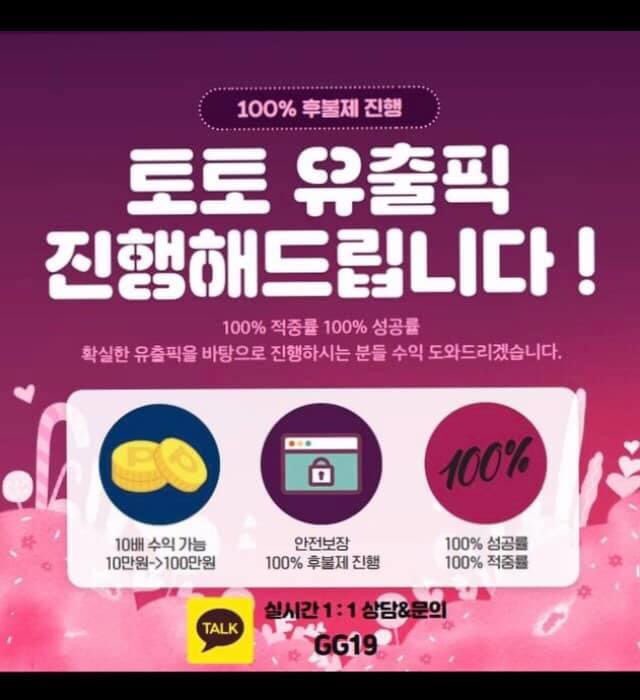 100% 후불제 진행
토토 유출픽
진행해드립니다 !
100% 적중률 100% 성공률
확실한 유출픽을 바탕으로 진행하시는 분들 수익 도와드리겠습니다.
100%
10배 수익 가능
10만원->100만원
안전보장
100% 후불제 진행
100% 성공률
100% 적중률
TALK
실시간 1 : 1 상담&문의
GG19